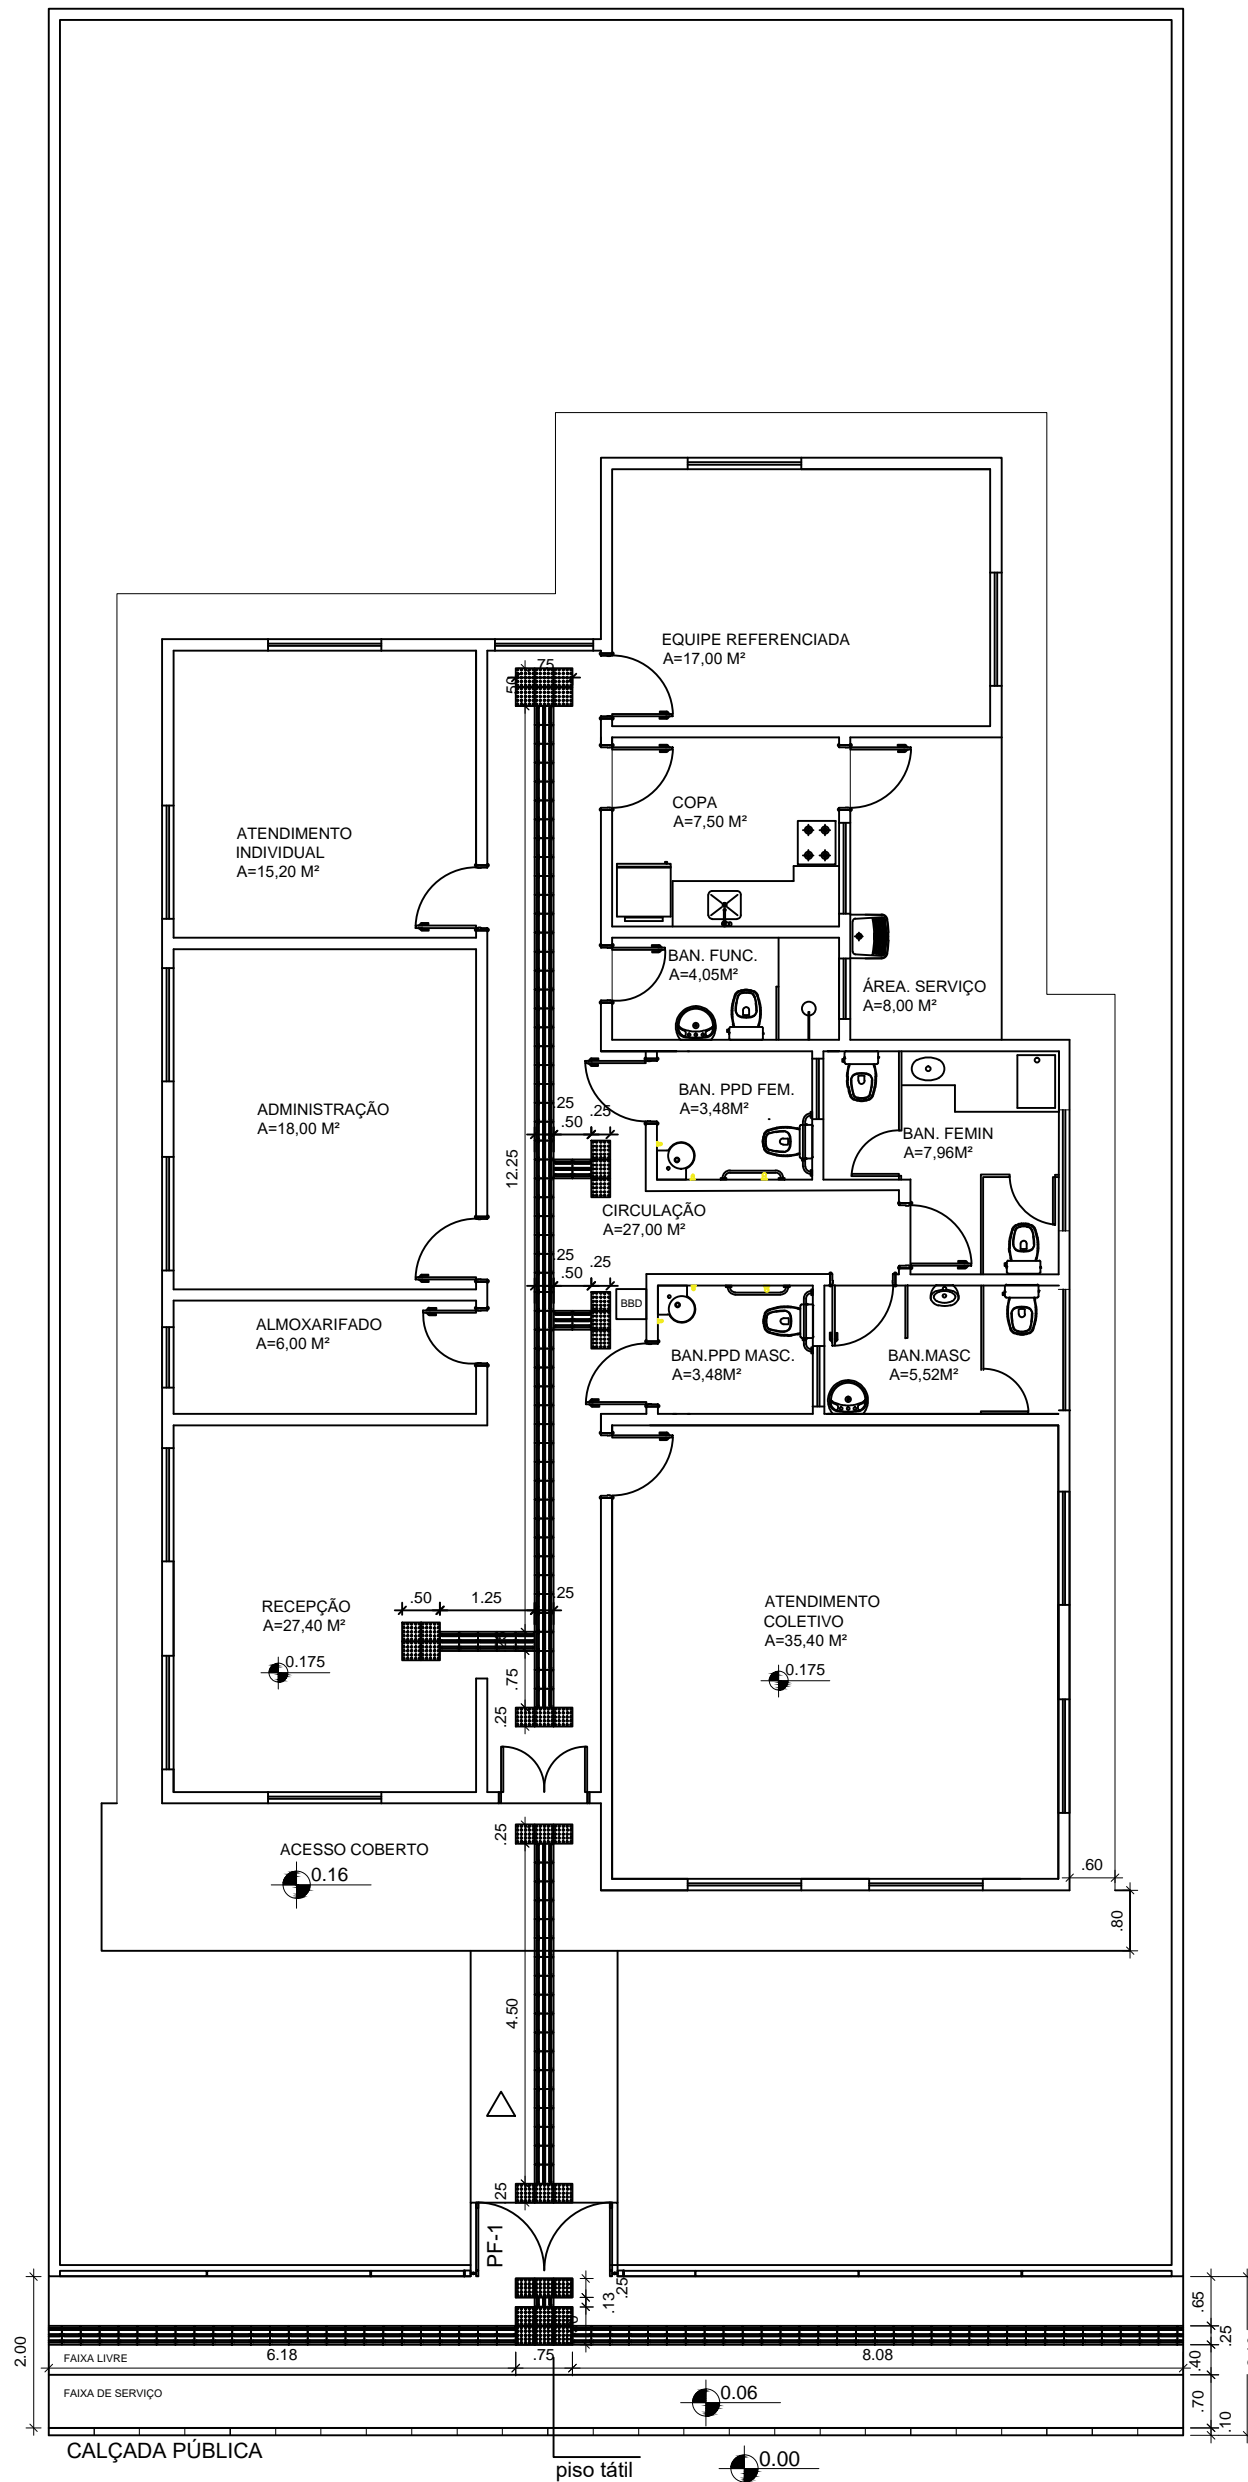 EQUIPE REFERENCIADA
A=17,00 M²
.75
.50
COPA
A=7,50 M²
ATENDIMENTO
INDIVIDUAL
A=15,20 M²
BAN. FUNC.
A=4,05M²
ÁREA. SERVIÇO
A=8,00 M²
BAN. PPD FEM.
A=3,48M²
ADMINISTRAÇÃO
A=18,00 M²
.25
.50
.25
BAN. FEMIN
A=7,96M²
12.25
CIRCULAÇÃO
A=27,00 M²
.25
.50
.25
BBD
ALMOXARIFADO
A=6,00 M²
BAN.PPD MASC.
A=3,48M²
BAN.MASC
A=5,52M²
.50
1.25
.25
RECEPÇÃO
A=27,40 M²
0.175
ATENDIMENTO
COLETIVO
A=35,40 M²
0.175
.75
.25
.25
ACESSO COBERTO
0.16
.60
.80
4.50
.25
PF-1
.25
.13
2.00
.65
.25
.40
.70
.10
FAIXA LIVRE
6.18
.75
8.08
FAIXA DE SERVIÇO
0.06
CALÇADA PÚBLICA
piso tátil
0.00